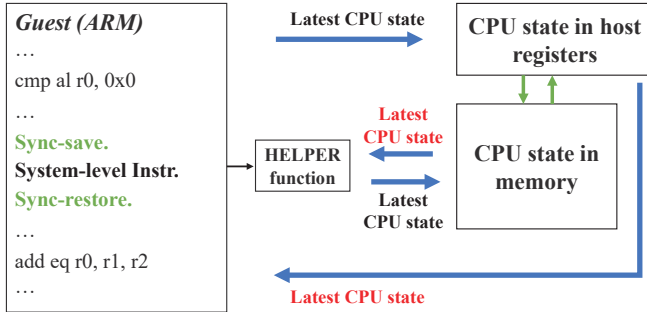 Guest (ARM)
…
cmp al r0, 0x0
…
Sync-save.
System-level Instr.
Sync-restore.
…
add eq r0, r1, r2
…
Latest CPU state
CPU state in host
registers
Latest
CPU state
HELPER
function
Latest
CPU state
CPU state in
memory
Latest CPU state